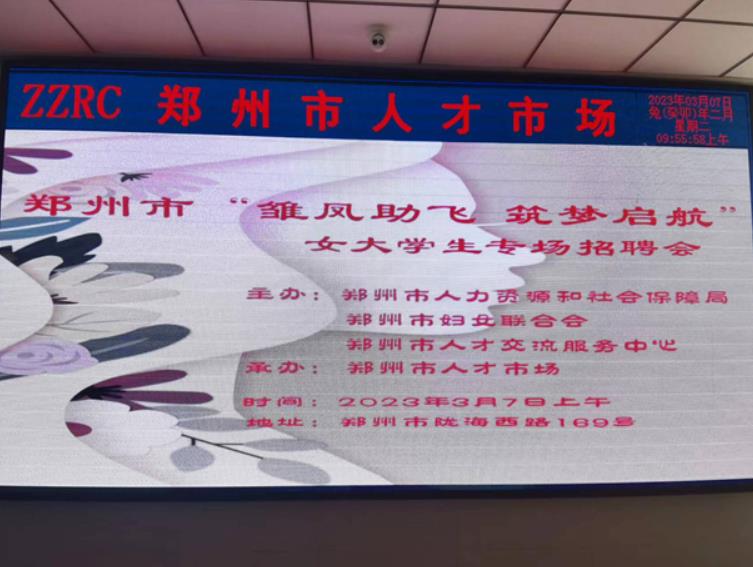 ZZRC 郑州市人才市场
2023年03月07日
兔(癸卯)年二月
星期二
09:55:58上午
郑州市“雏凤助飞 筑梦启航”
女大学生专场招聘会
主办：郑州市人力资源和社会保障局
郑州市妇女联合会
郑州市人才交流服务中心
承办：郑州市人才市场
时间：2023年3月7日上午
地址：郑州市陇海西路169号